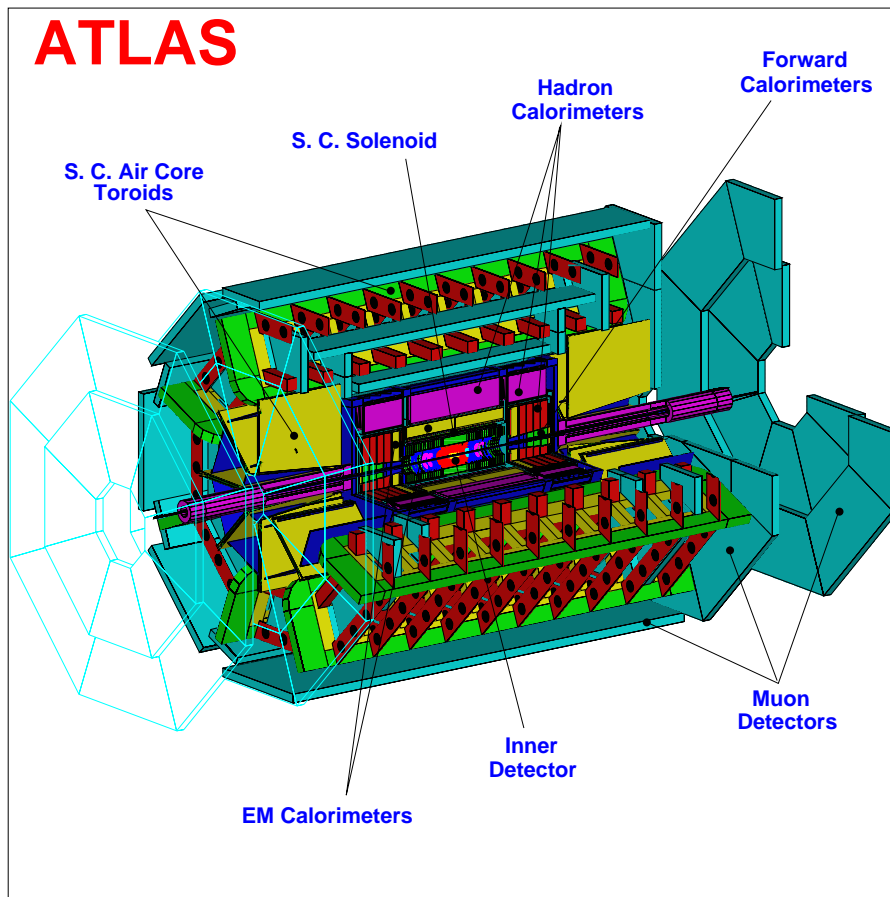 ATLAS
Forward
Calorimeters
Hadron
Calorimeters
S. C. Solenoid
S. C. Air Core
Toroids
Muon
Detectors
Inner
Detector
EM Calorimeters